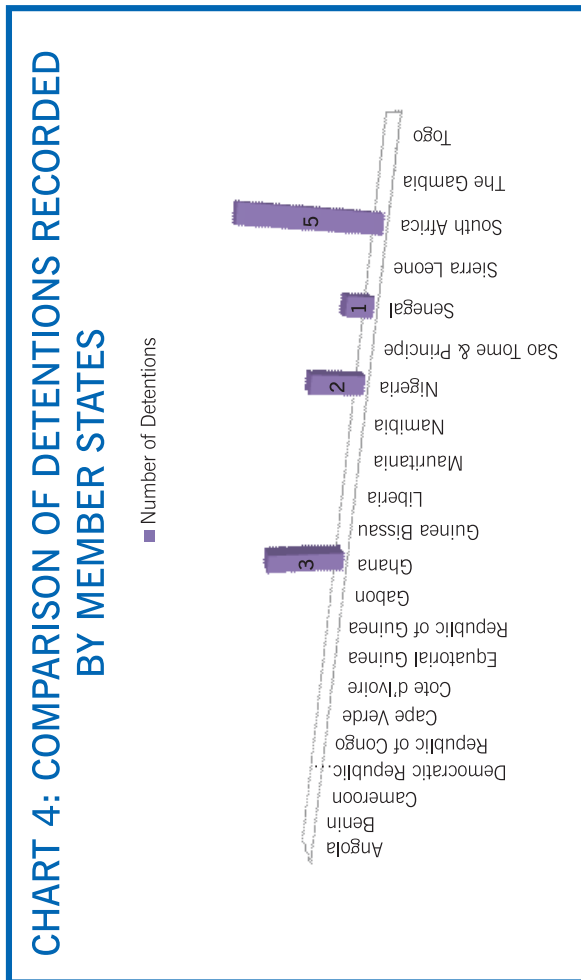 CHART 4: COMPARISON OF DETENTIONS RECORDED
BY MEMBER STATES
Number of Detentions
3
2
1
5
Angola
Benin
Cameroon
Democratic Republic...
Republic of Congo
Cape Verde
Cote d'Ivoire
Equatorial Guinea
Republic of Guinea
Gabon
Ghana
Guinea Bissau
Liberia
Mauritania
Namibia
Nigeria
Sao Tome & Principe
Senegal
Sierra Leone
South Africa
The Gambia
Togo